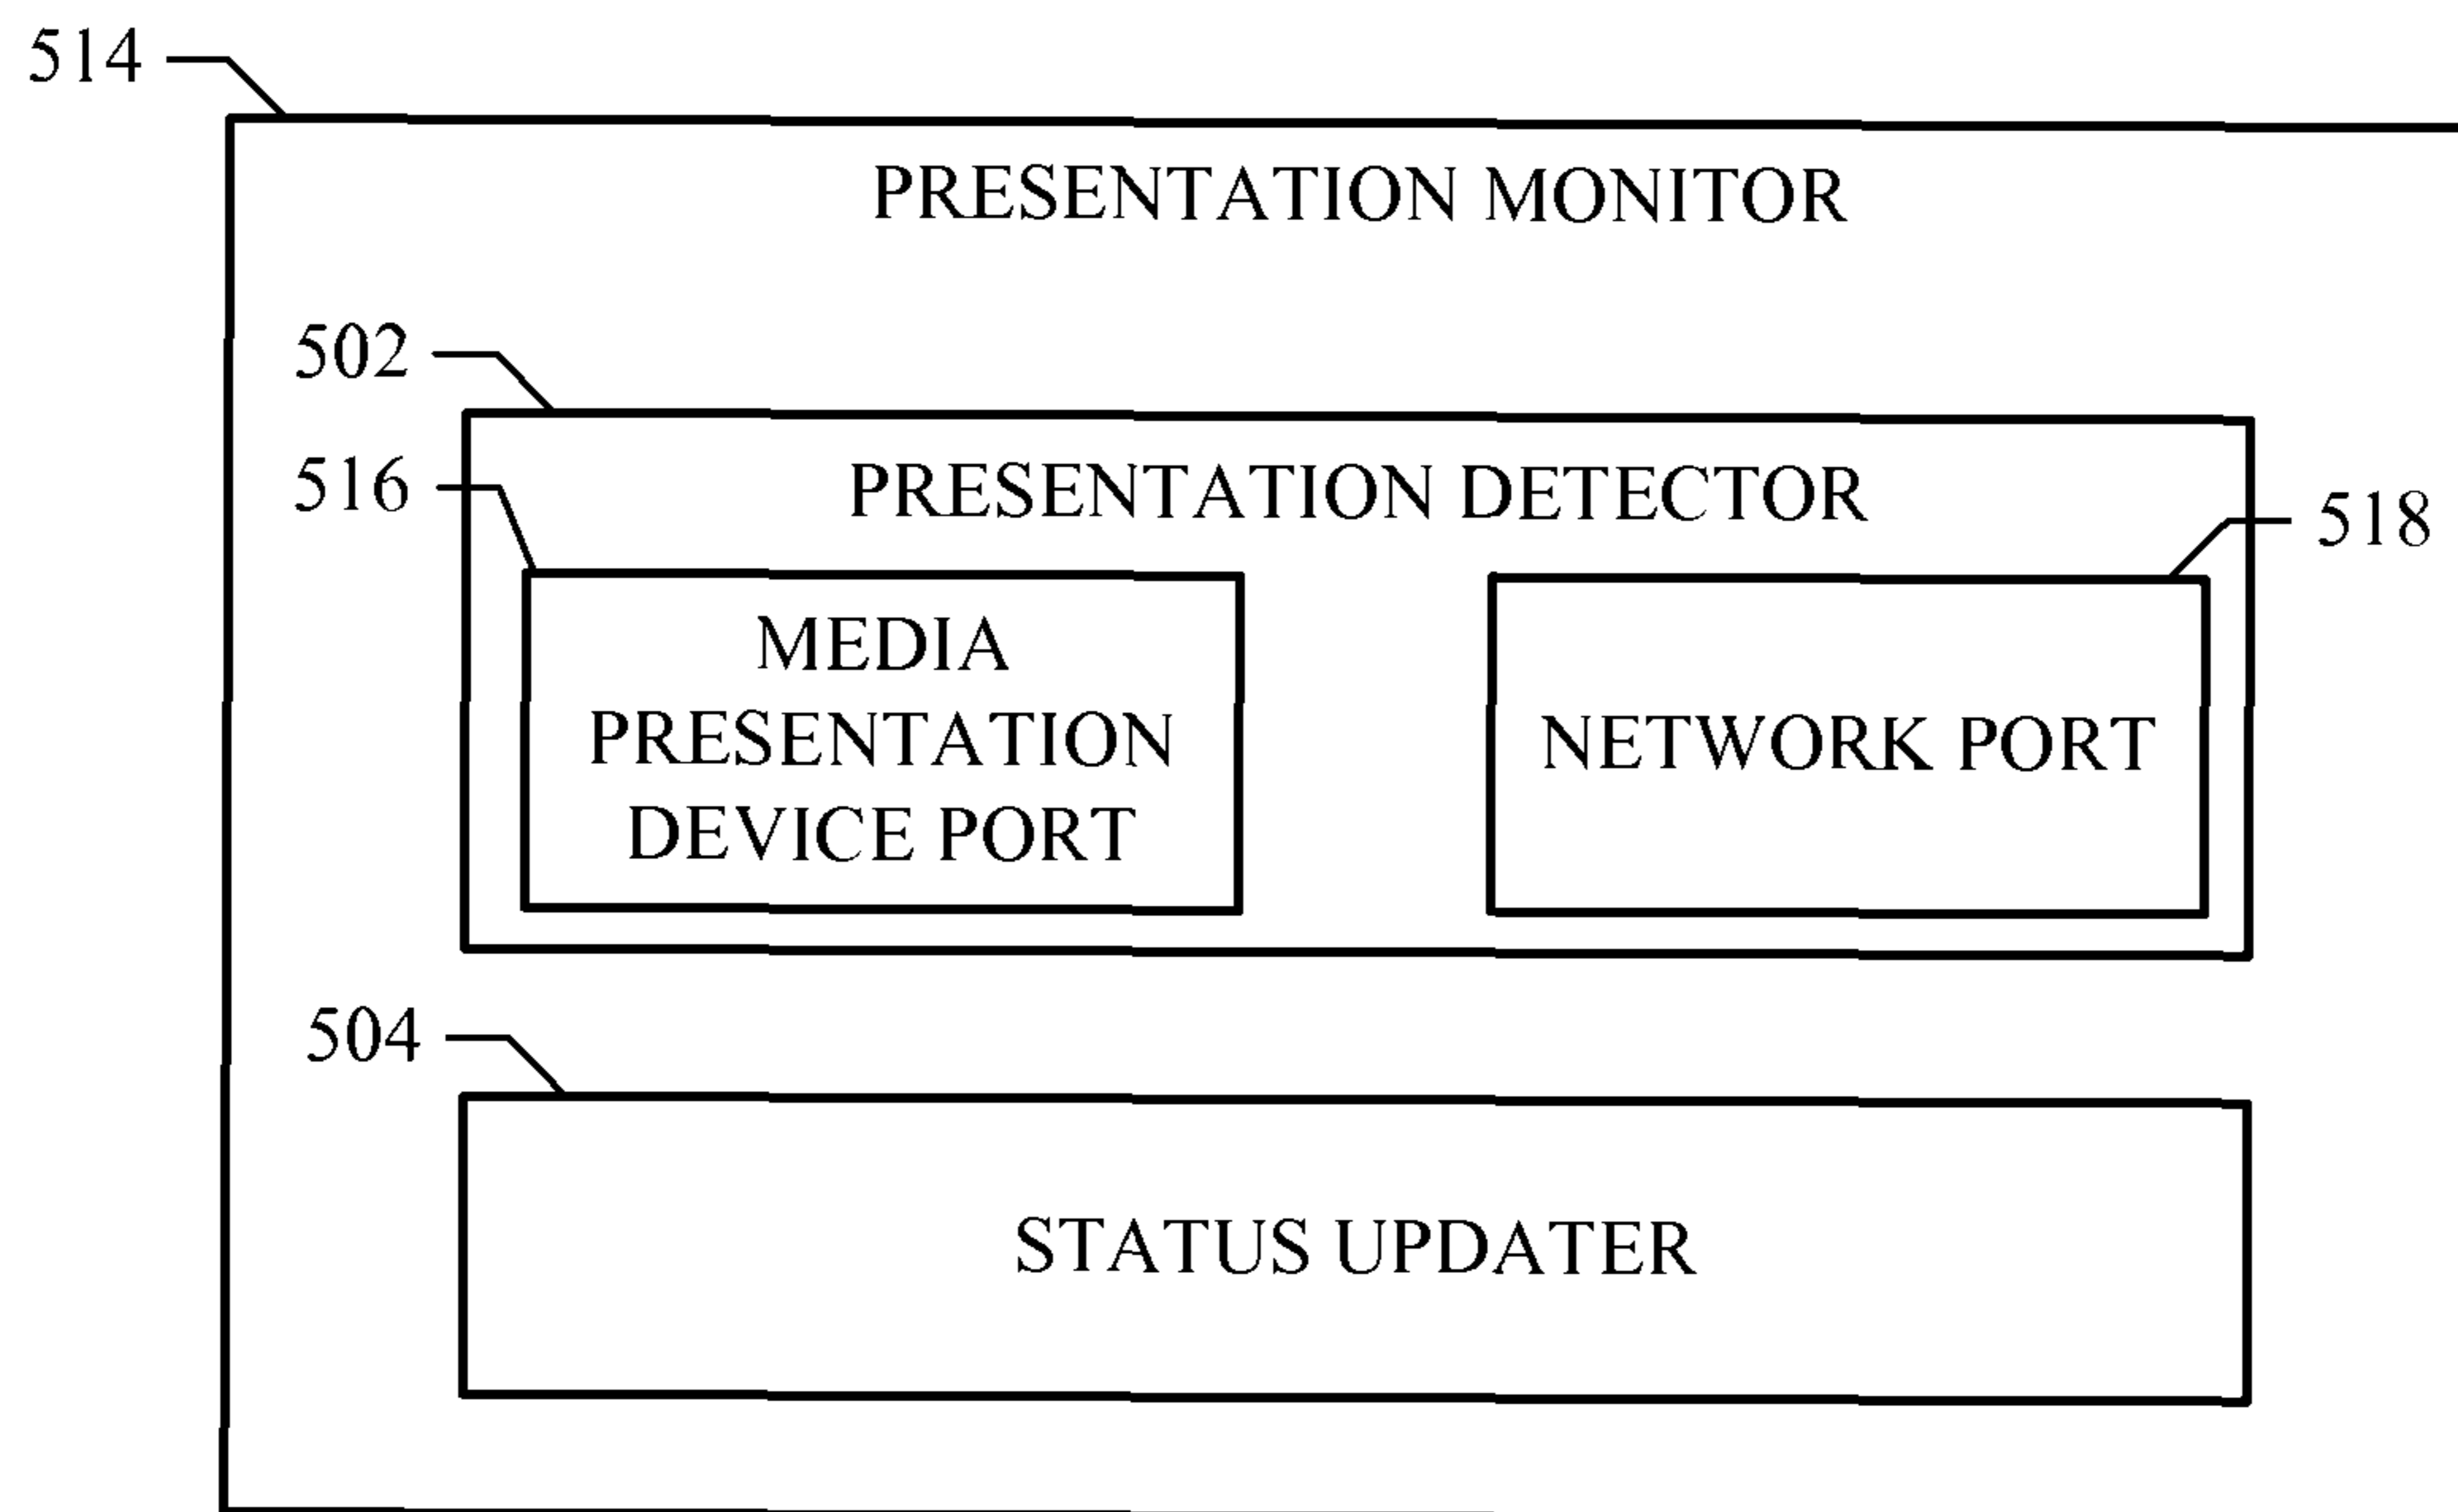 514
PRESENTATION MONITOR
502
516
PRESENTATION DETECTOR
518
MEDIA
PRESENTATION
DEVICE PORT
NETWORK PORT
504
STATUS UPDATER